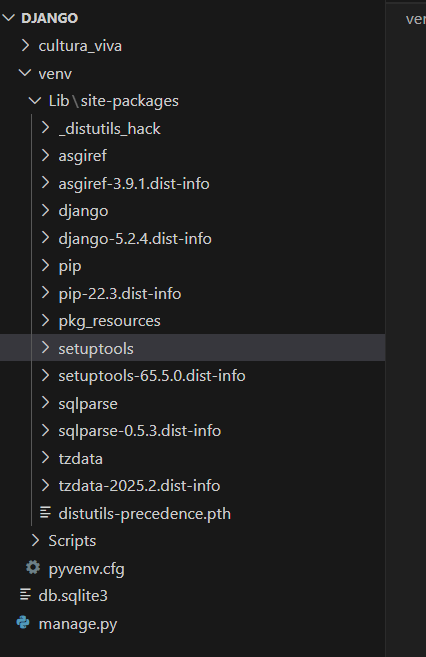 DJANGO
cultura_viva
venv
Lib\site-packages
_distutils_hack
asgiref
asgiref-3.9.1.dist-info
django
django-5.2.4.dist-info
pip
pip-22.3.dist-info
pkg_resources
setuptools
setuptools-65.5.0.dist-info
sqlparse
sqlparse-0.5.3.dist-info
tzdata
tzdata-2025.2.dist-info
distutils-precedence.pth
Scripts
pyvenv.cfg
db.sqlite3
manage.py